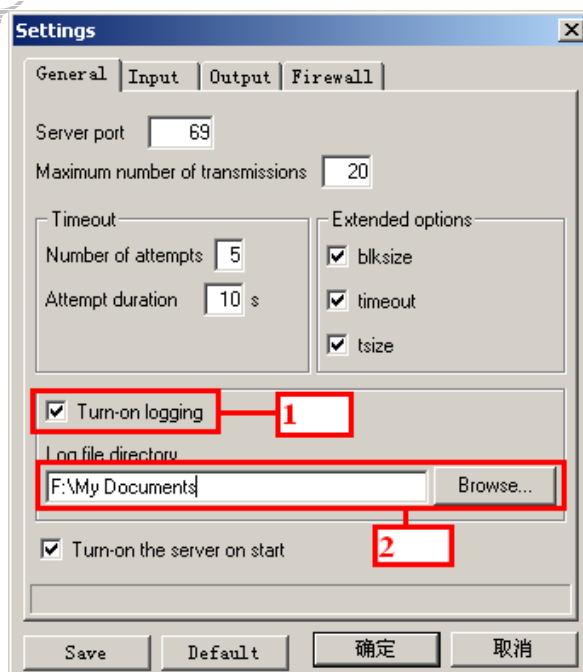 Settings
General Input Output Firewall
Server port 69
Maximum number of transmissions 20
Timeout
Number of attempts 5
Attempt duration 10 s
Extended options
blksize
timeout
tsize
Turn-on logging
1
Log file directory
F:\My Documents
Browse...
2
Turn-on the server on start
Save Default 确定 取消